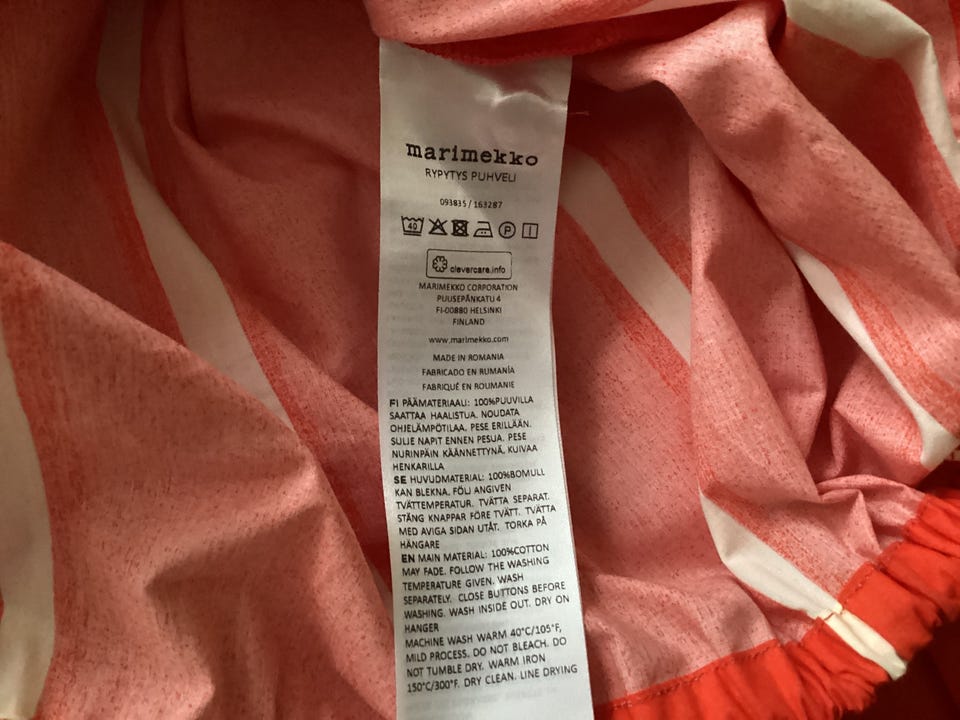 marimekko
RYPYTYS PUHVELI
093835 / 163287
40 P
clevercare.info
MARIMEKKO CORPORATION
PUUSEPÄNKATU 4
FI-00880 HELSINKI
FINLAND
www.marimekko.com
MADE IN ROMANIA
FABRICADO EN RUMANÍA
FABRIQUÉ EN ROUMANIE
FI PÄÄMATERIAALI: 100%PUUVILLA
SAATTAA HAALISTUA. NOUDATA
OHJELÄMPÖTILAA. PESE ERILLÄÄN.
SULJE NAPIT ENNEN PESUA. PESE
NURINPÄIN KÄÄNNETTYNÄ. KUIVAA
HENKARILLA
SE HUVUDMATERIAL: 100%BOMULL
KAN BLEKNA. FÖLJ ANGIVEN
TVÄTTEMPERATUR. TVÄTTA SEPARAT.
STÄNG KNAPPAR FÖRE TVÄTT. TVÄTTA
MED AVIGA SIDAN UTÅT. TORKA PÅ
HÄNGARE
EN MAIN MATERIAL: 100%COTTON
MAY FADE. FOLLOW THE WASHING
TEMPERATURE GIVEN. WASH
SEPARATELY. CLOSE BUTTONS BEFORE
WASHING. WASH INSIDE OUT. DRY ON
HANGER
MACHINE WASH WARM 40°C/105°F,
MILD PROCESS. DO NOT BLEACH. DO
NOT TUMBLE DRY. WARM IRON
150°C/300°F. DRY CLEAN. LINE DRYING